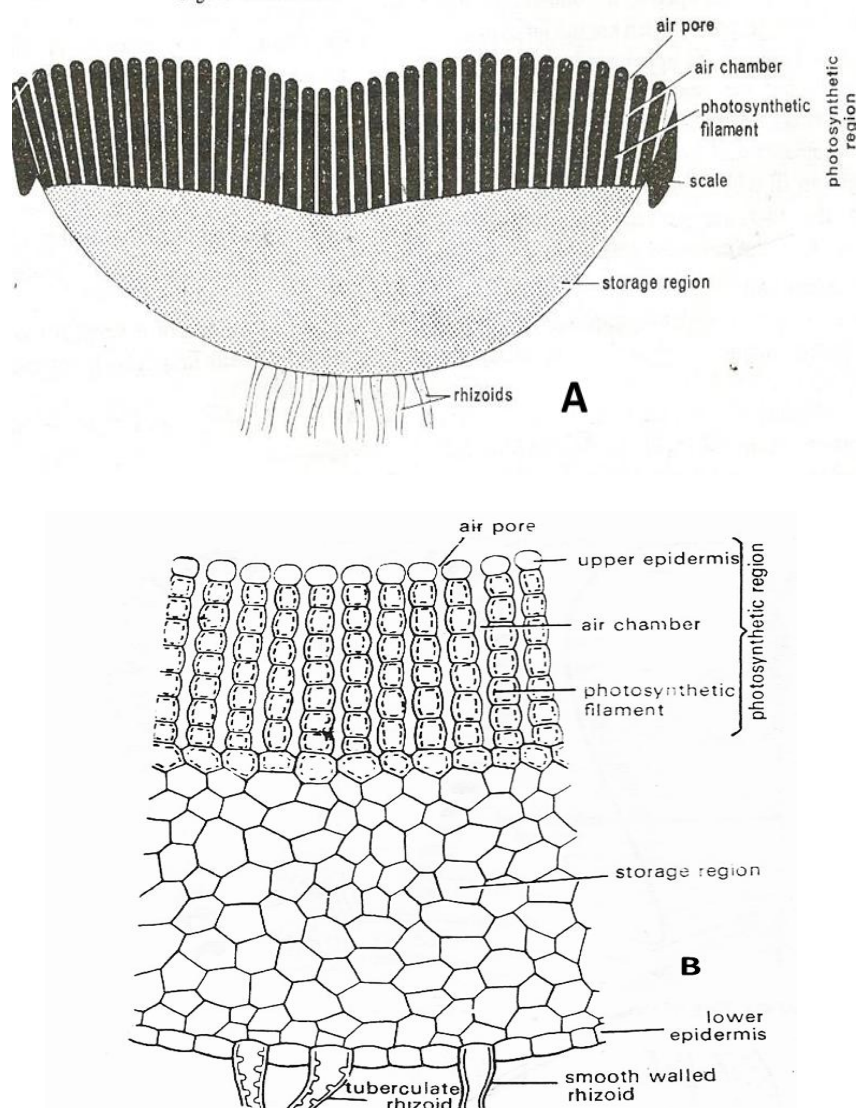 air pore
air chamber
photosynthetic
filament
scale
photosynthetic
region
storage region
rhizoids
A
air pore
upper epidermis
air chamber
photosynthetic
filament
photosynthetic region
storage region
B
lower
epidermis
smooth walled
rhizoid
tuberculate
rhizoid